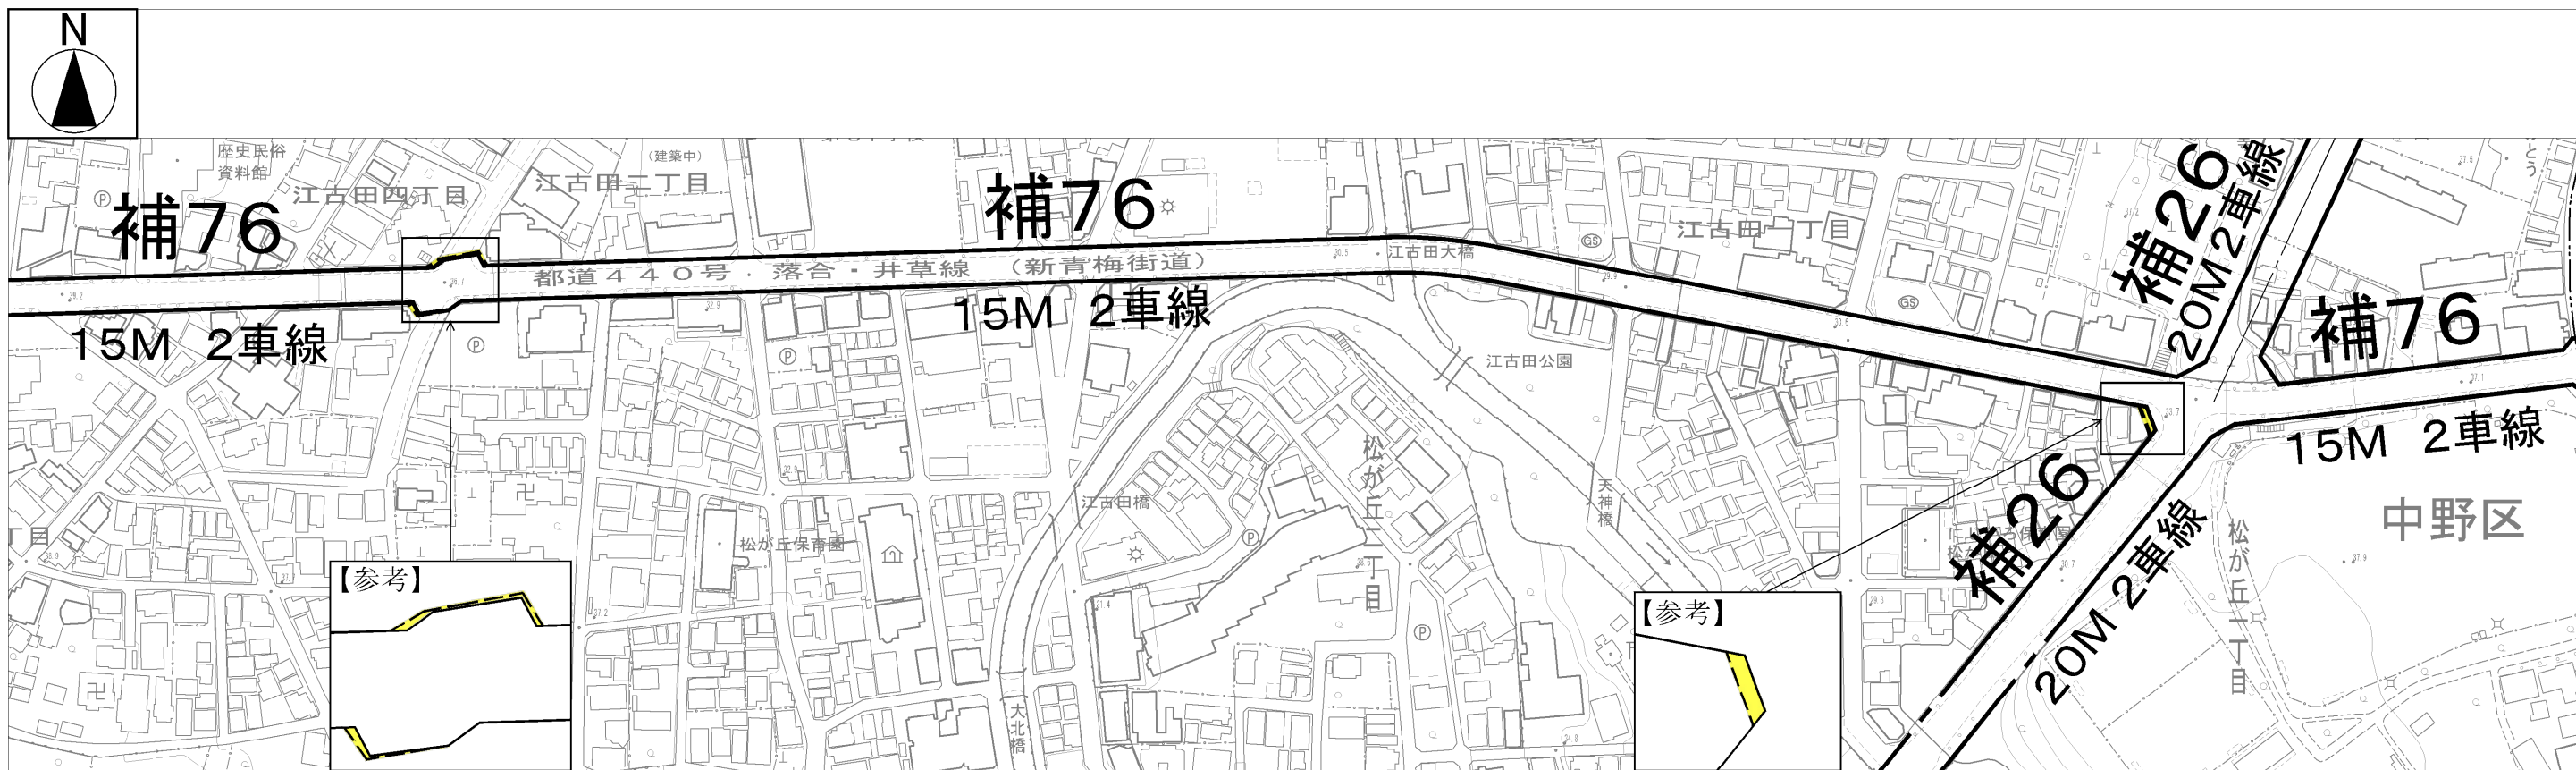 N
歴史民俗
資料館
江古田四丁目
(建築中)
江古田二丁目
補76
補76
江古田一丁目
補26
20M 2車線
補76
都道440号・落合・井草線 (新青梅街道)
江古田大橋
15M 2車線
15M 2車線
江古田公園
15M 2車線
松が丘二丁目
江古田橋
天神橋
松が丘保育園
補26
20M 2車線
松が丘一丁目
中野区
丁目
大北橋
【参考】
【参考】
P
P
P
P
P
GS
GS